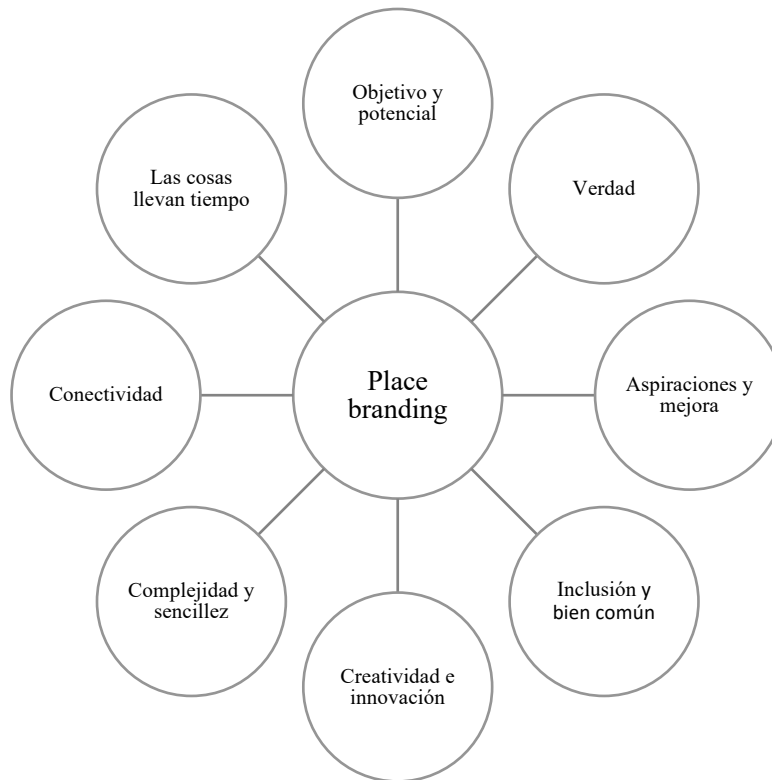 Objetivo y
potencial
Las cosas
llevan tiempo
Verdad
Conectividad
Place
branding
Aspiraciones y
mejora
Complejidad y
sencillez
Inclusión y
bien común
Creatividad e
innovación